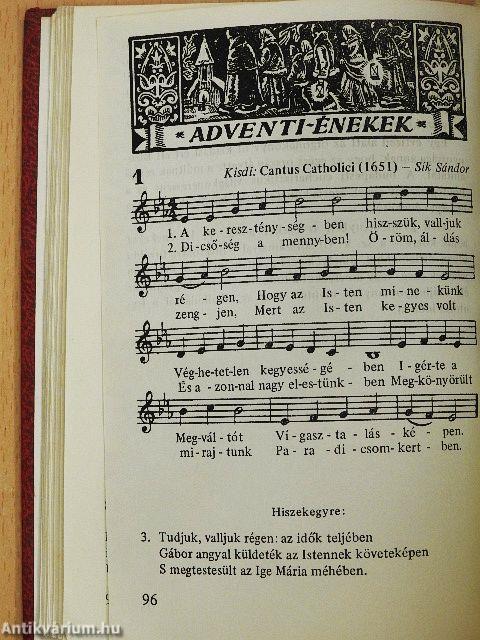 ADVENTI-ÉNEKEK
1
Kisdi: Cantus Catholici (1651) – Sík Sándor
1. A ke-resz-tény-ség-ben hisz-szük, vall-juk
2. Di-cső-ség a meny-ben! Ö-röm, ál-dás
ré - gen, Hogy az Is - ten mi - ne - künk
zeng - jen, Mert az Is - ten ke - gyes volt
Vég-he-tet-len kegyessé - gé - ben I - gér-te a
És a - zon-nal nagy el-es-tünk - ben Meg-kö-nyörült
Meg-vál - tót Ví - gasz - ta - lás - ké - pen.
mi-raj - tunk Pa - ra - di - csom-kert - ben.
Hiszekegyre:
3. Tudjuk, valljuk régen: az idők teljében
Gábor angyal küldeték az Istennek követeképen
S megtestesült az Ige Mária méhében.
96
Antikvárium.hu